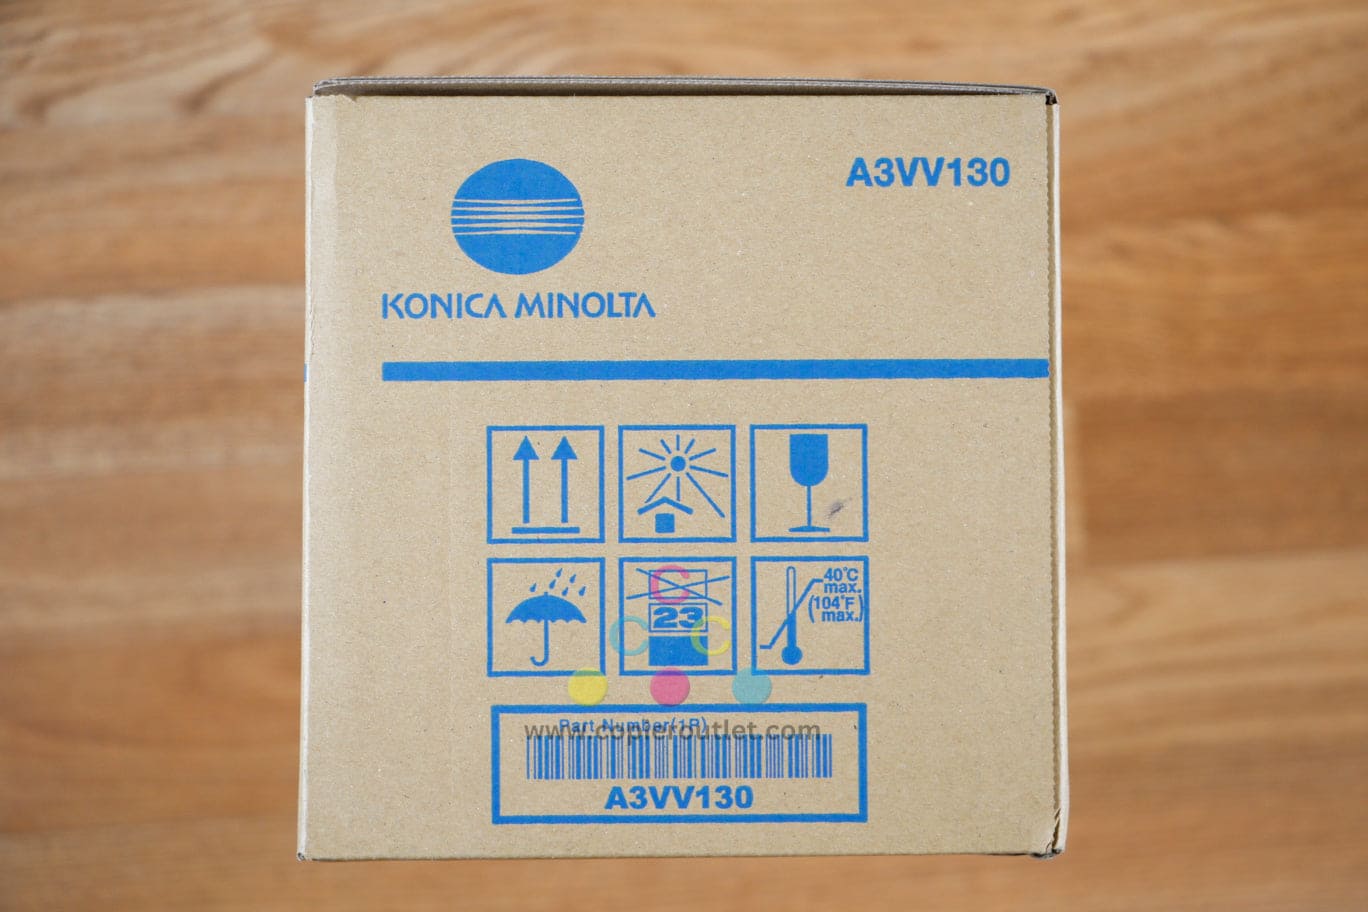 A3VV130
KONICA MINOLTA
40°C
max.
(104°F
max.)
23
Part Number(1P)
www.copieroutlet.com
A3VV130